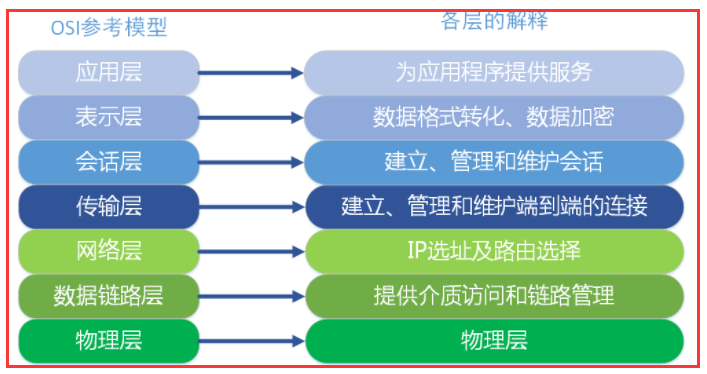 OSI参考模型
各层的解释
应用层
为应用程序提供服务
表示层
数据格式转化、数据加密
会话层
建立、管理和维护会话
传输层
建立、管理和维护端到端的连接
网络层
IP选址及路由选择
数据链路层
提供介质访问和链路管理
物理层
物理层